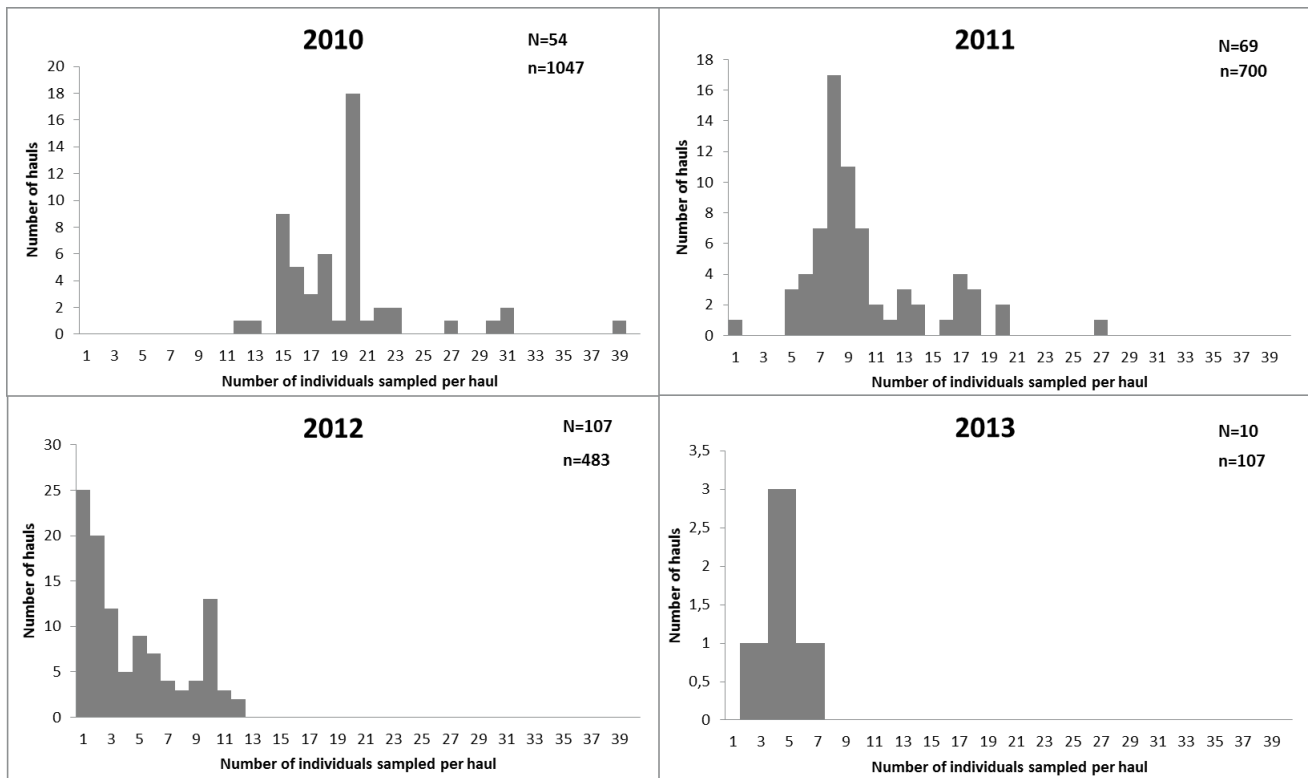 2010
N=54
n=1047
20
18
16
14
12
10
8
6
4
2
0
Number of hauls
1 3 5 7 9 11 13 15 17 19 21 23 25 27 29 31 33 35 37 39
Number of individuals sampled per haul
2011
N=69
n=700
18
16
14
12
10
8
6
4
2
0
Number of hauls
1 3 5 7 9 11 13 15 17 19 21 23 25 27 29 31 33 35 37 39
Number of individuals sampled per haul
2012
N=107
n=483
30
25
20
15
10
5
0
Number of hauls
1 3 5 7 9 11 13 15 17 19 21 23 25 27 29 31 33 35 37 39
Number of individuals sampled per haul
2013
N=10
n=107
3,5
3
2,5
2
1,5
1
0,5
0
Number of hauls
1 3 5 7 9 11 13 15 17 19 21 23 25 27 29 31 33 35 37 39
Number of individuals sampled per haul